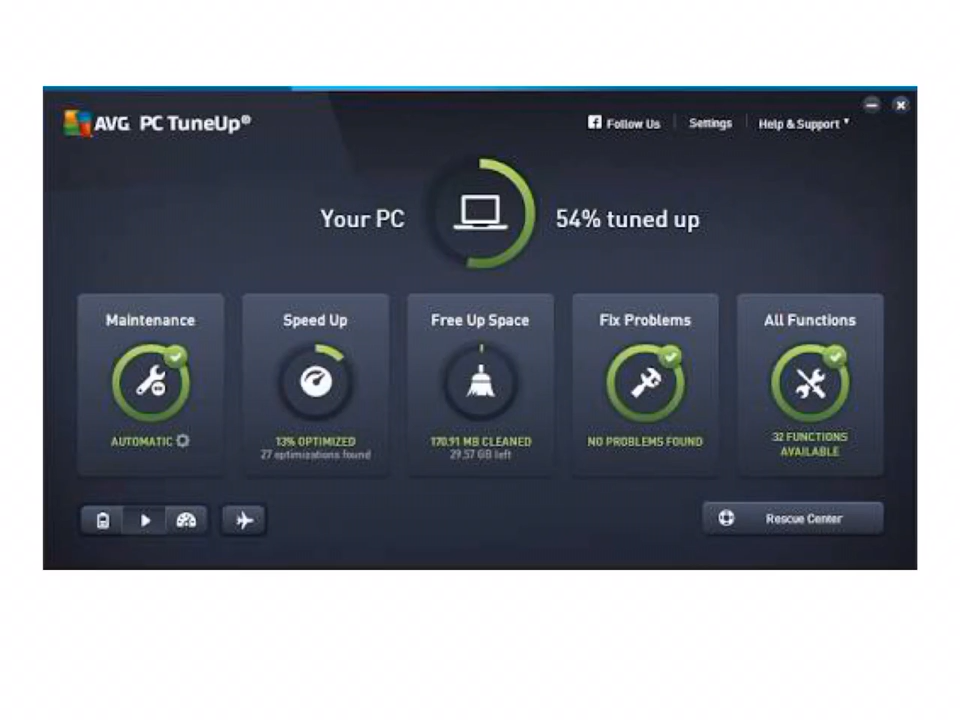 AVG PC TuneUp®
Follow Us
Settings
Help & Support
Your PC
54% tuned up
Maintenance
AUTOMATIC
Speed Up
13% OPTIMIZED
27 optimizations found
Free Up Space
170.91 MB CLEANED
29.57 GB left
Fix Problems
NO PROBLEMS FOUND
All Functions
32 FUNCTIONS
AVAILABLE
Rescue Center